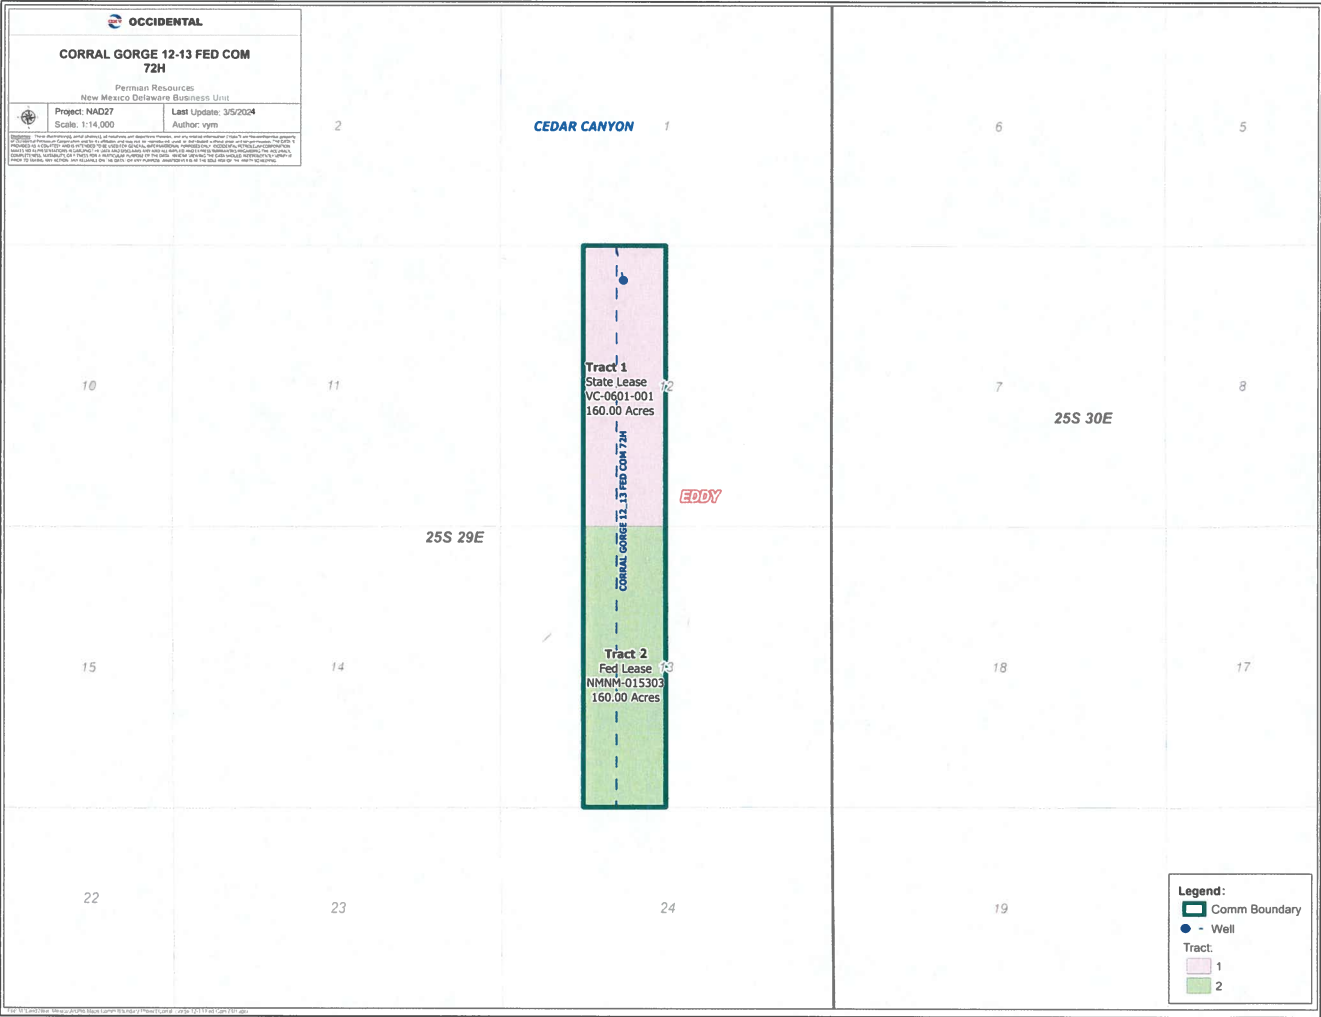 OXY OCCIDENTAL
CORRAL GORGE 12-13 FED COM
72H
Permian Resources
New Mexico Delaware Business Unit
Project: NAD27
Last Update: 3/5/2024
Scale: 1:14,000
Author: vym
Disclaimer:
2
CEDAR CANYON
1
6
5
10
11
Tract 1
State Lease
VC-0601-001
160.00 Acres
12
7
8
25S 30E
CORRAL GORGE 12_13 FED COM 72H
EDDY
25S 29E
15
14
Tract 2
Fed Lease
NMNM-015303
160.00 Acres
13
18
17
22
23
24
19
Legend:
Comm Boundary
Well
Tract:
1
2